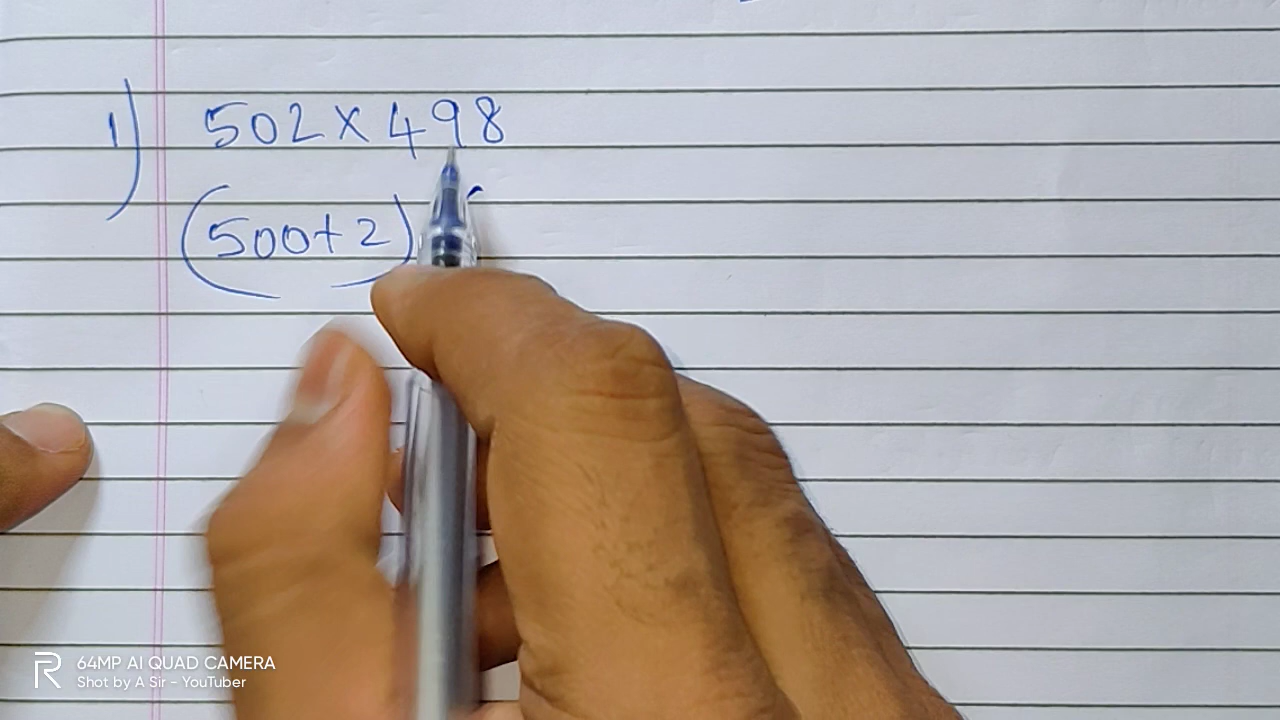 1) 502 × 498
(500+2) (
64MP AI QUAD CAMERA
Shot by A Sir - YouTuber